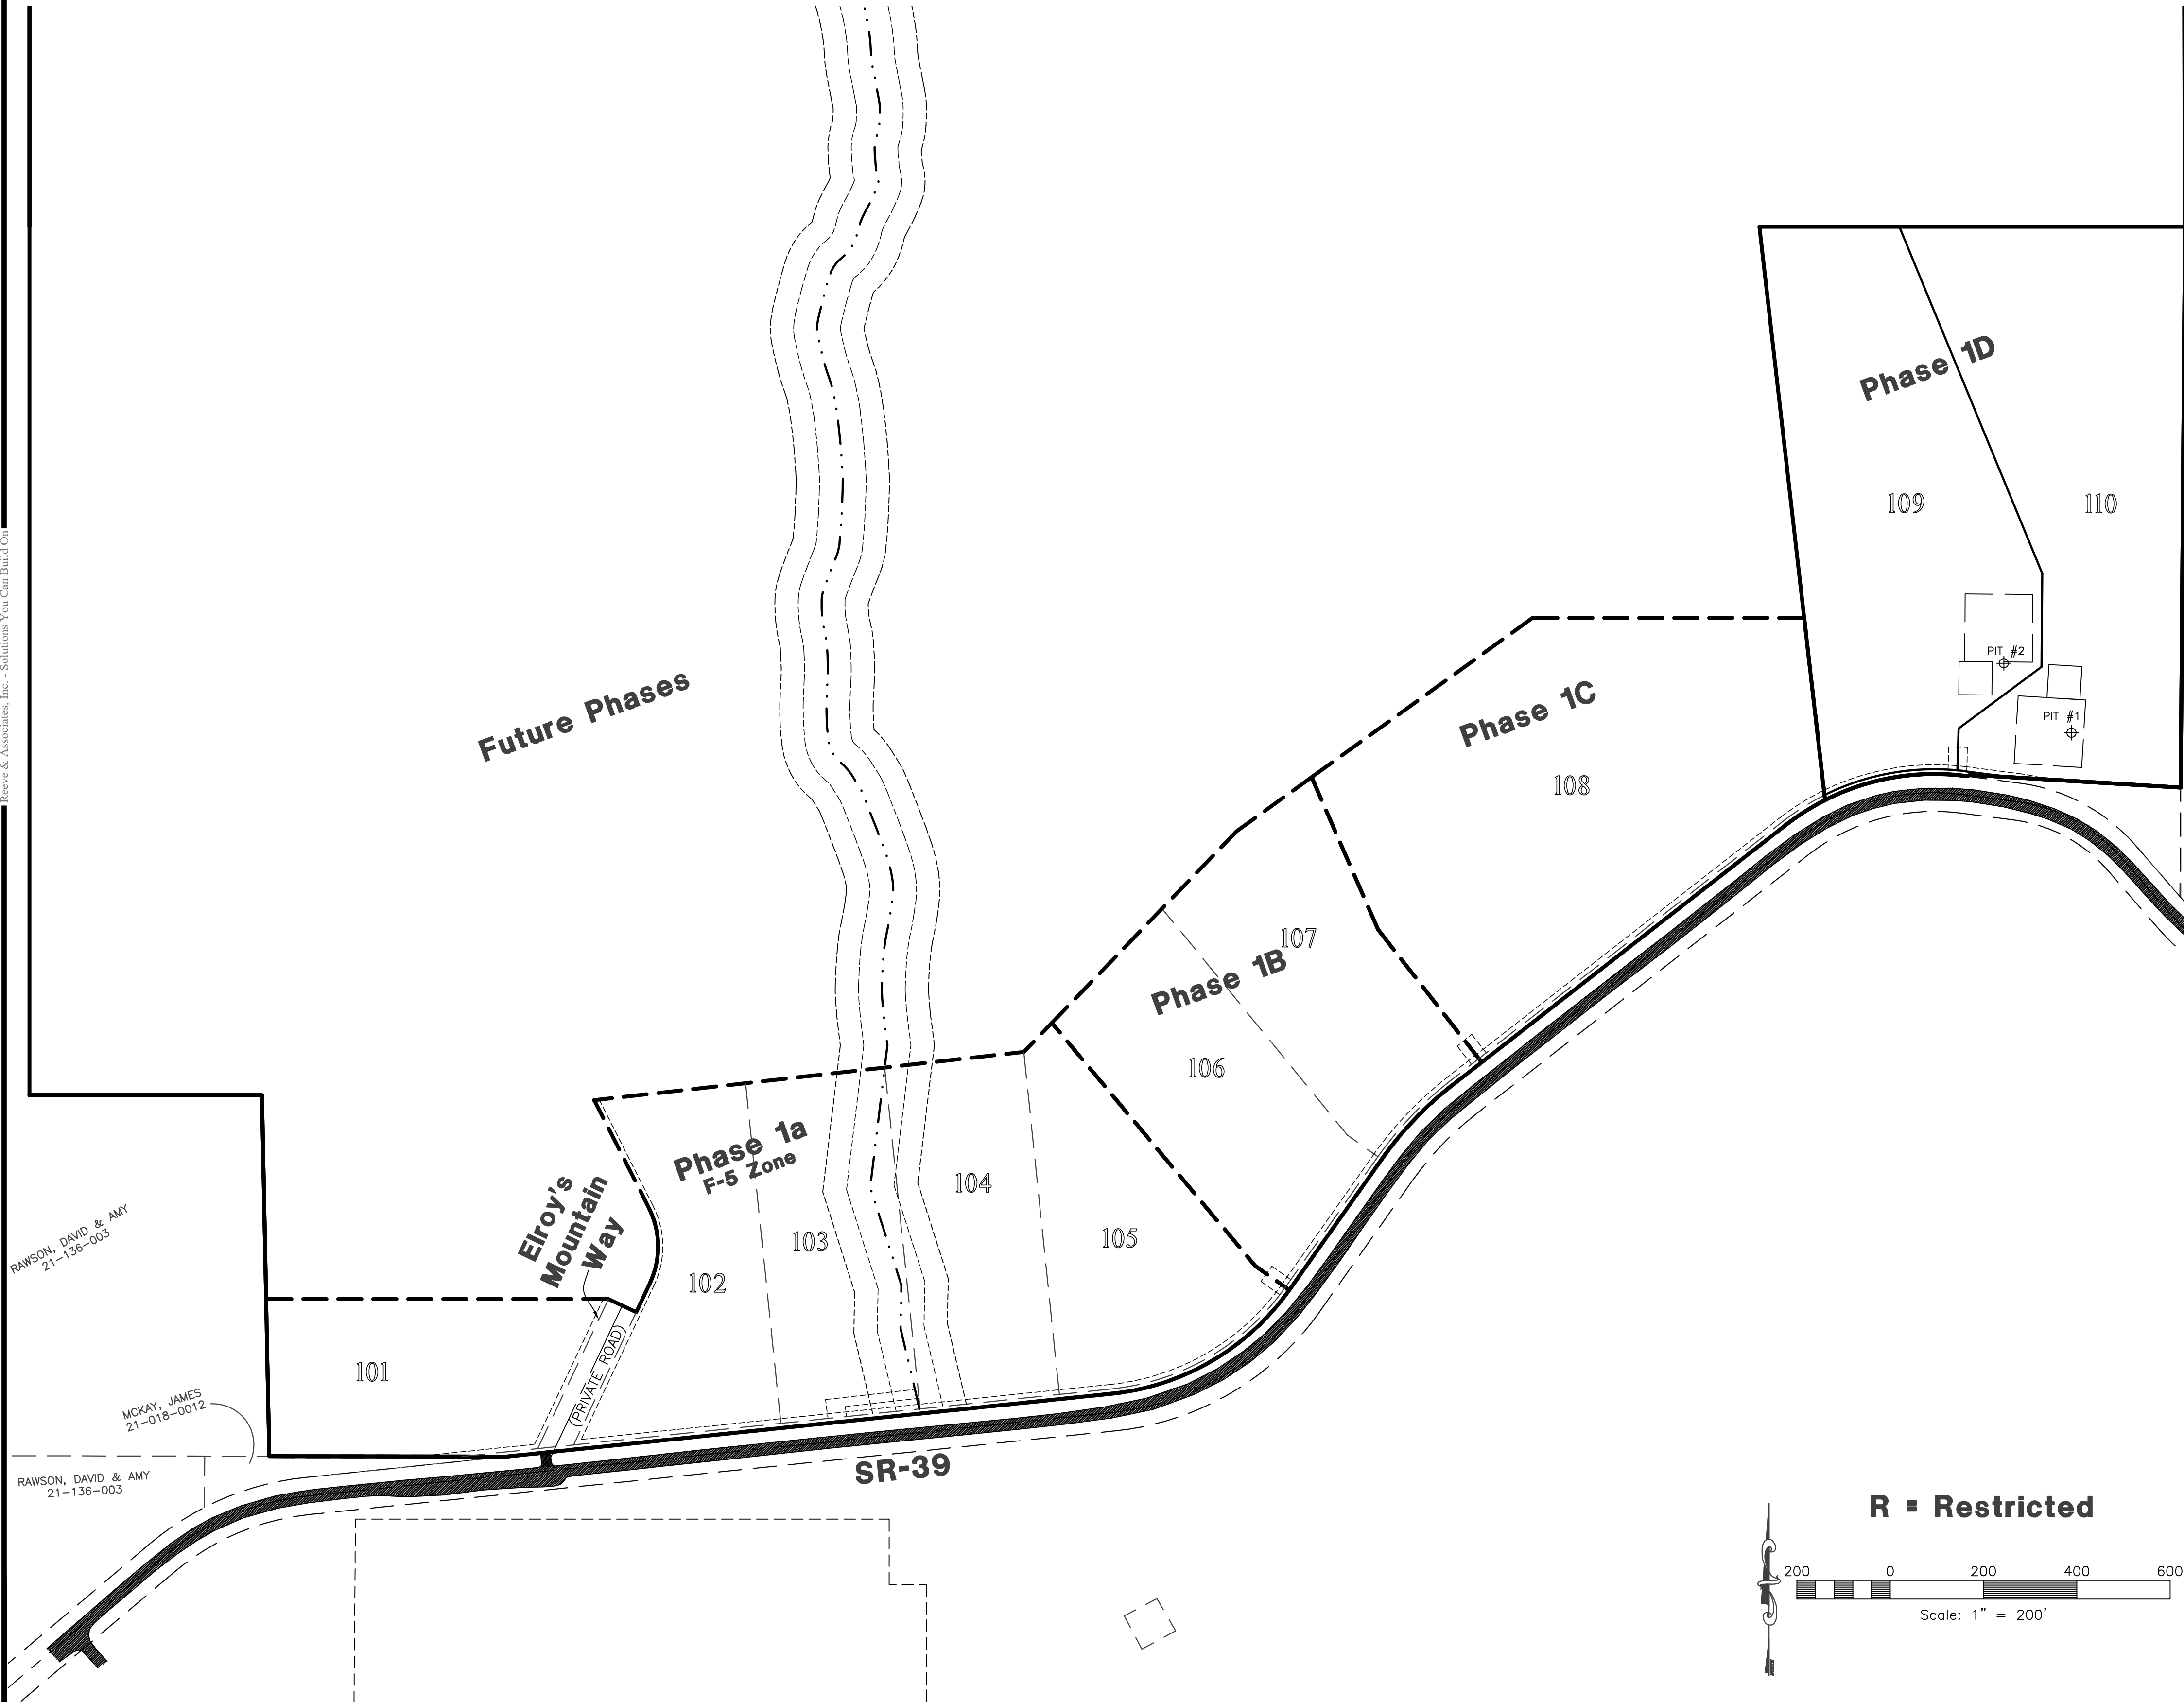 Reeve & Associates, Inc. - Solutions You Can Build On
Phase 1D
109
110
PIT #2
PIT #1
Future Phases
Phase 1C
108
107
Phase 1B
106
Phase 1a
F-5 Zone
104
105
103
102
Elroy's
Mountain
Way
RAWSON, DAVID & AMY
21-136-003
(PRIVATE ROAD)
101
MCKAY, JAMES
21-018-0012
RAWSON, DAVID & AMY
21-136-003
SR-39
R = Restricted
200 0 200 400 600
Scale: 1" = 200'